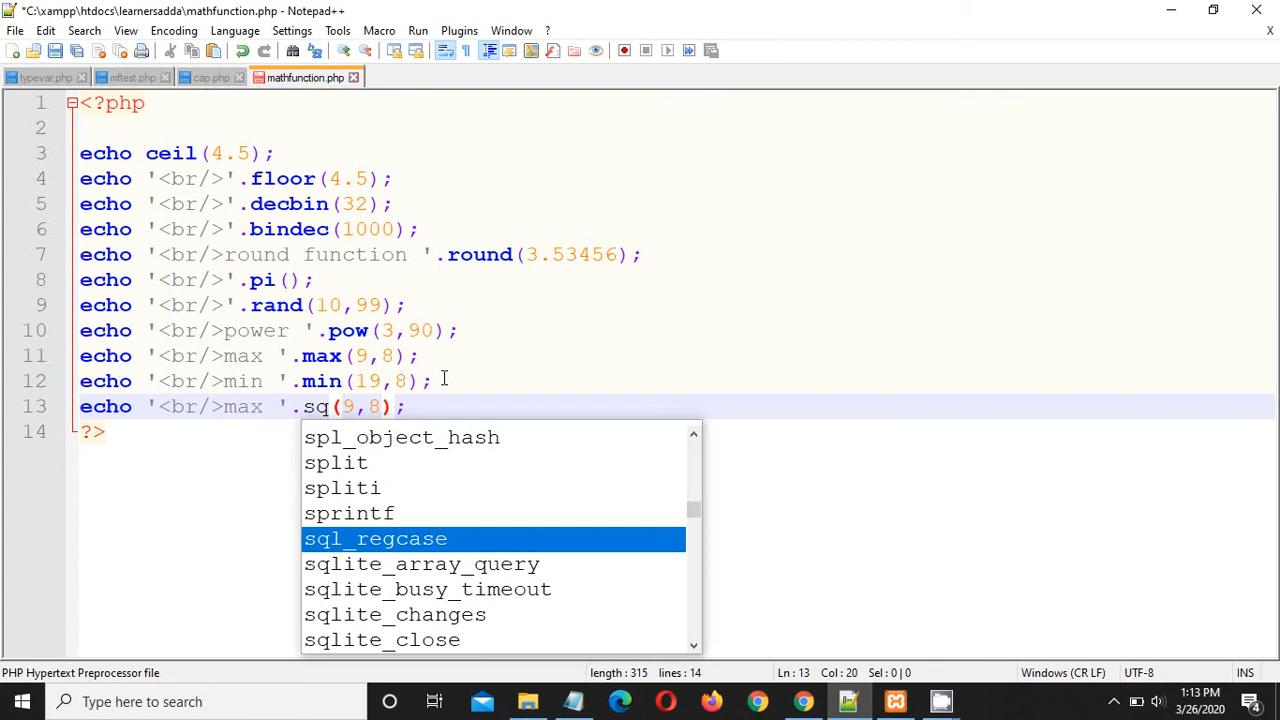 *C:\xampp\htdocs\learnersadda\mathfunction.php - Notepad++
File Edit Search View Encoding Language Settings Tools Macro Run Plugins Window ? X
typevar.php mftest.php cap.php mathfunction.php
1 <?php
2
3 echo ceil(4.5);
4 echo '<br/>'.floor(4.5);
5 echo '<br/>'.decbin(32);
6 echo '<br/>'.bindec(1000);
7 echo '<br/>round function '.round(3.53456);
8 echo '<br/>'.pi();
9 echo '<br/>'.rand(10,99);
10 echo '<br/>power '.pow(3,90);
11 echo '<br/>max '.max(9,8);
12 echo '<br/>min '.min(19,8);
13 echo '<br/>max '.sq(9,8);
14 ?>
spl_object_hash
split
spliti
sprintf
sql_regcase
sqlite_array_query
sqlite_busy_timeout
sqlite_changes
sqlite_close
PHP Hypertext Preprocessor file length : 315 lines : 14 Ln : 13 Col : 20 Sel : 0 | 0 Windows (CR LF) UTF-8 INS
Type here to search
1:13 PM
3/26/2020
4